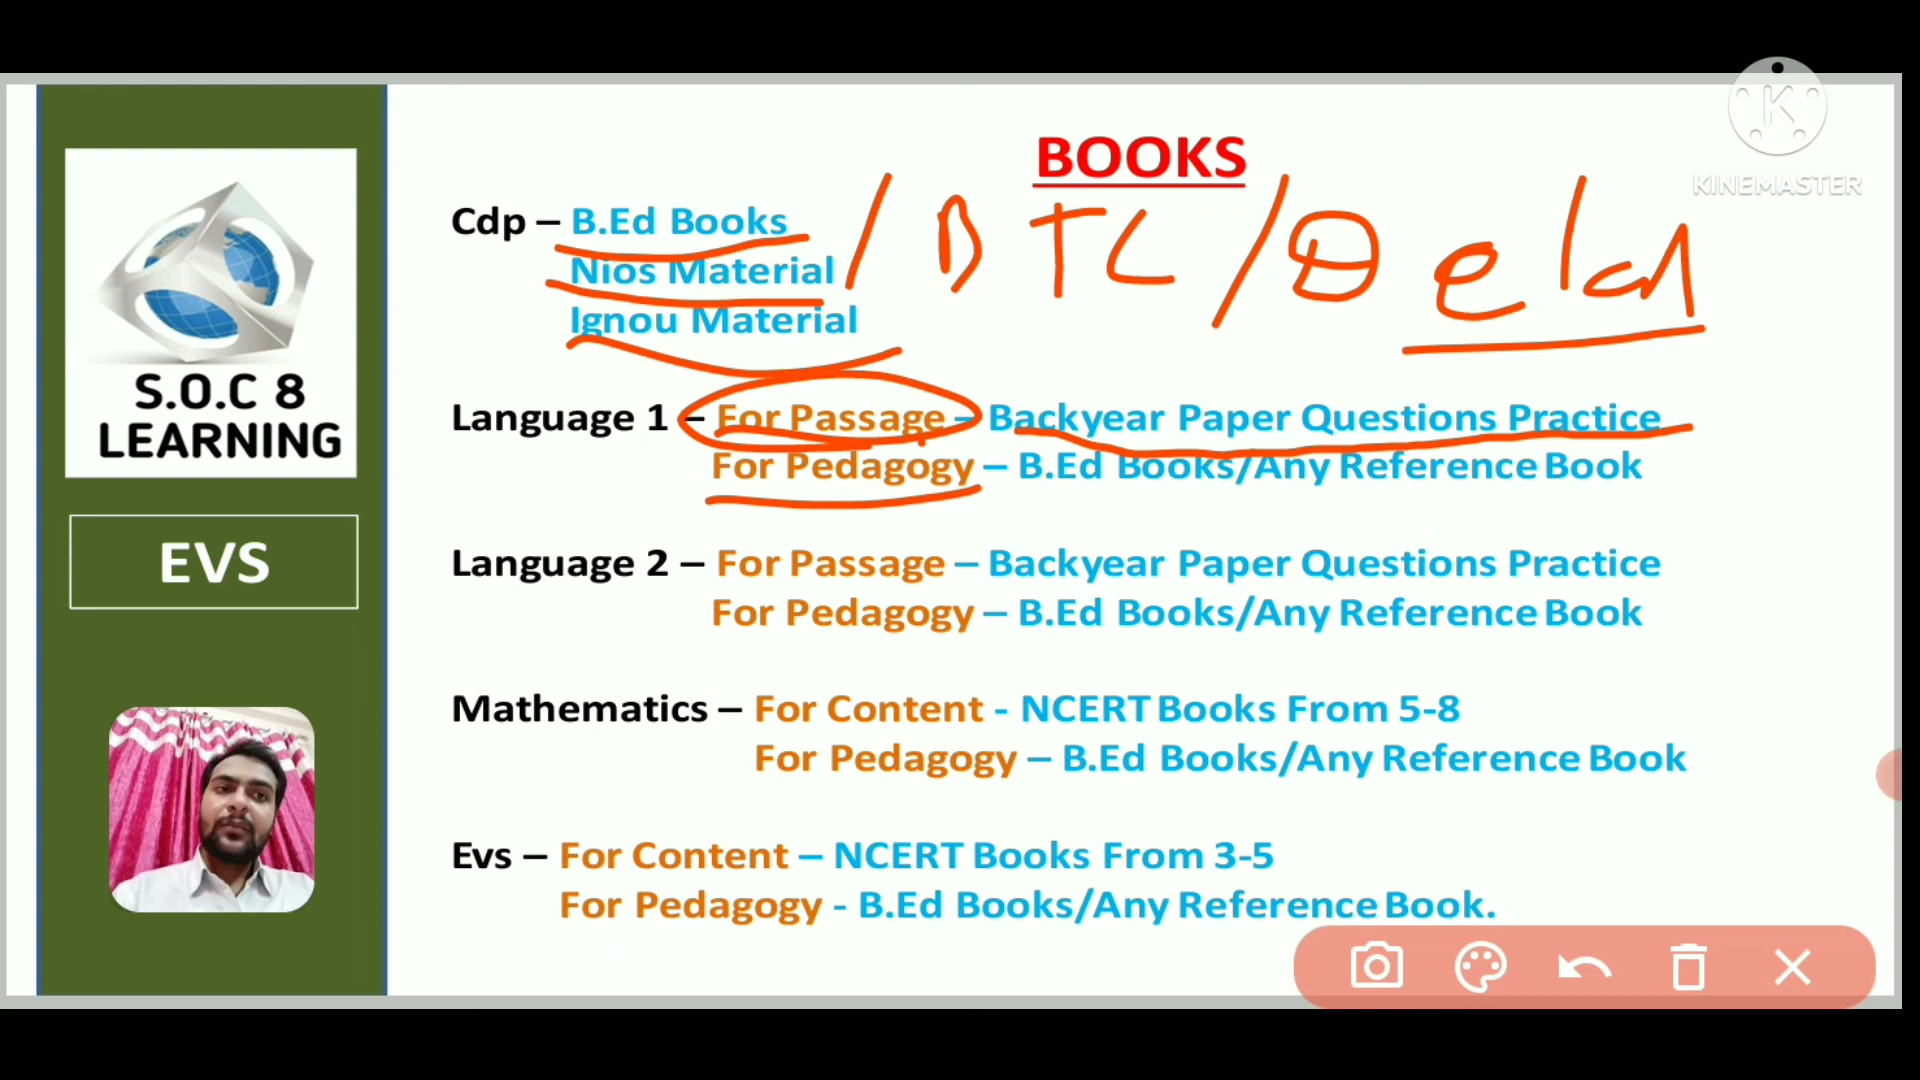 KINEMASTER
BOOKS
Cdp – B.Ed Books / BTC / Deled
Nios Material
Ignou Material
S.O.C 8
LEARNING
Language 1 – For Passage – Backyear Paper Questions Practice
For Pedagogy – B.Ed Books/Any Reference Book
EVS
Language 2 – For Passage – Backyear Paper Questions Practice
For Pedagogy – B.Ed Books/Any Reference Book
Mathematics – For Content - NCERT Books From 5-8
For Pedagogy – B.Ed Books/Any Reference Book
Evs – For Content – NCERT Books From 3-5
For Pedagogy - B.Ed Books/Any Reference Book.